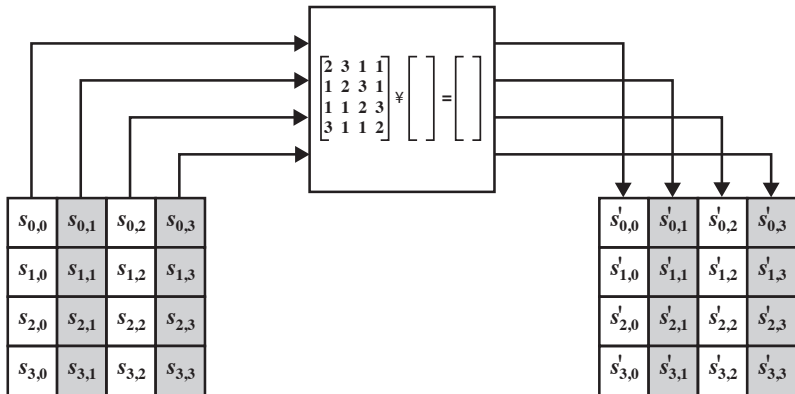 2 3 1 1
1 2 3 1
1 1 2 3
3 1 1 2
¥
=
s0,0 s0,1 s0,2 s0,3
s1,0 s1,1 s1,2 s1,3
s2,0 s2,1 s2,2 s2,3
s3,0 s3,1 s3,2 s3,3
s'0,0 s'0,1 s'0,2 s'0,3
s'1,0 s'1,1 s'1,2 s'1,3
s'2,0 s'2,1 s'2,2 s'2,3
s'3,0 s'3,1 s'3,2 s'3,3